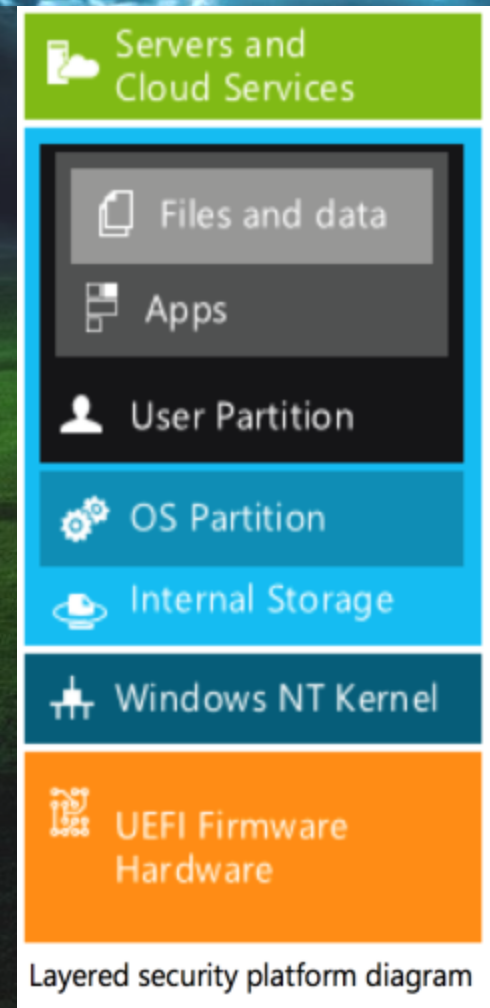 Servers and
Cloud Services
Files and data
Apps
User Partition
OS Partition
Internal Storage
Windows NT Kernel
UEFI Firmware
Hardware
Layered security platform diagram